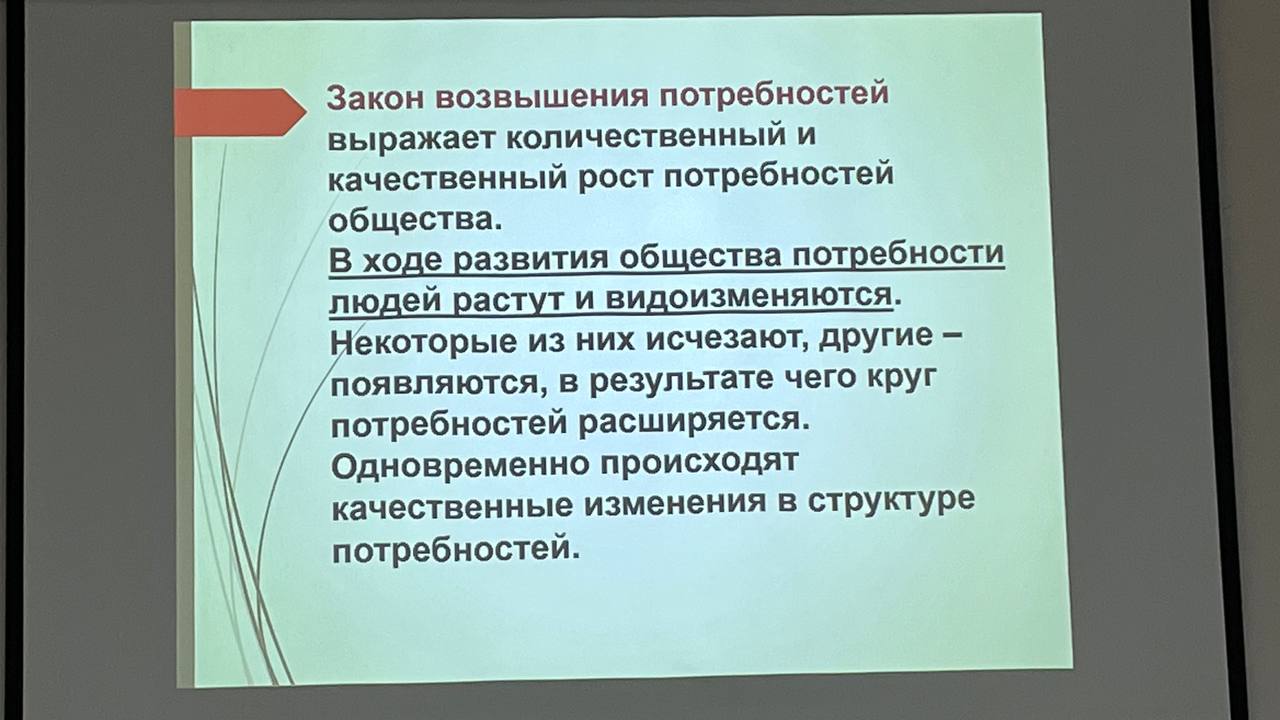 Закон возвышения потребностей
выражает количественный и
качественный рост потребностей
общества.
В ходе развития общества потребности
людей растут и видоизменяются.
Некоторые из них исчезают, другие –
появляются, в результате чего круг
потребностей расширяется.
Одновременно происходят
качественные изменения в структуре
потребностей.